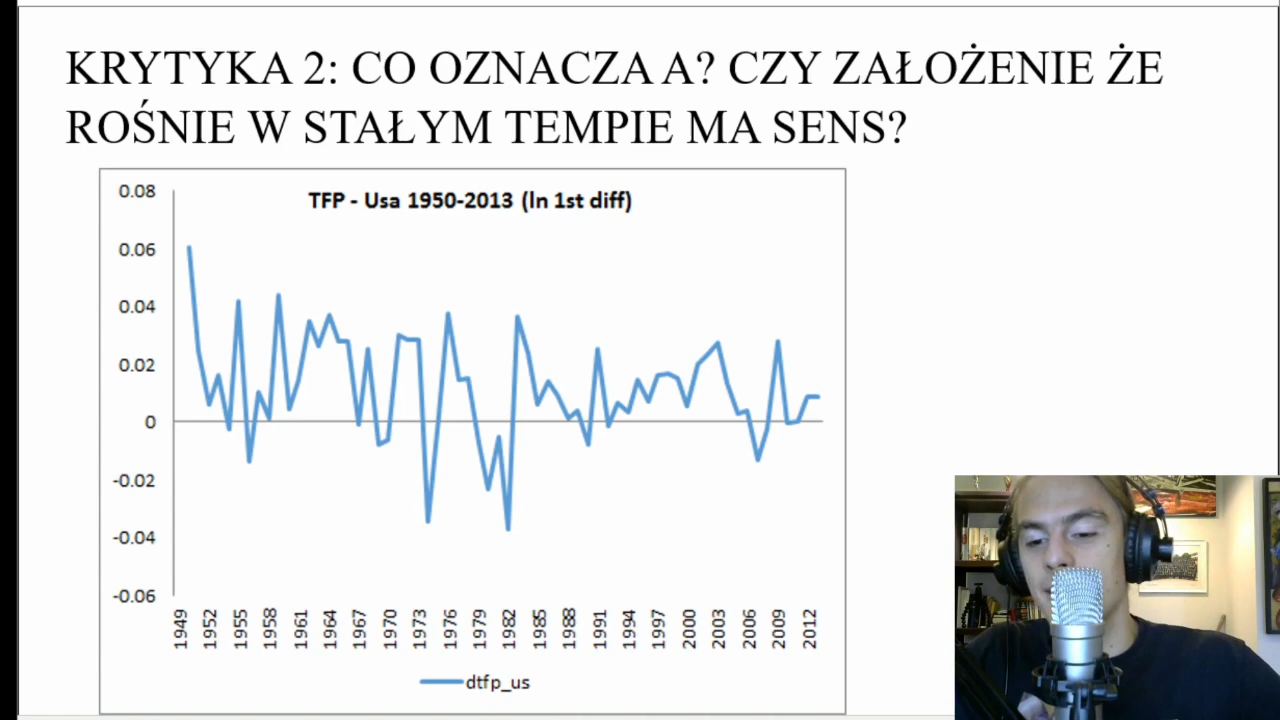 KRYTYKA 2: CO OZNACZA A? CZY ZAŁOŻENIE ŻE
ROŚNIE W STAŁYM TEMPIE MA SENS?
TFP - Usa 1950-2013 (ln 1st diff)
0.08
0.06
0.04
0.02
0
-0.02
-0.04
-0.06
1949 1952 1955 1958 1961 1964 1967 1970 1973 1976 1979 1982 1985 1988 1991 1994 1997 2000 2003 2006 2009 2012
dtfp_us